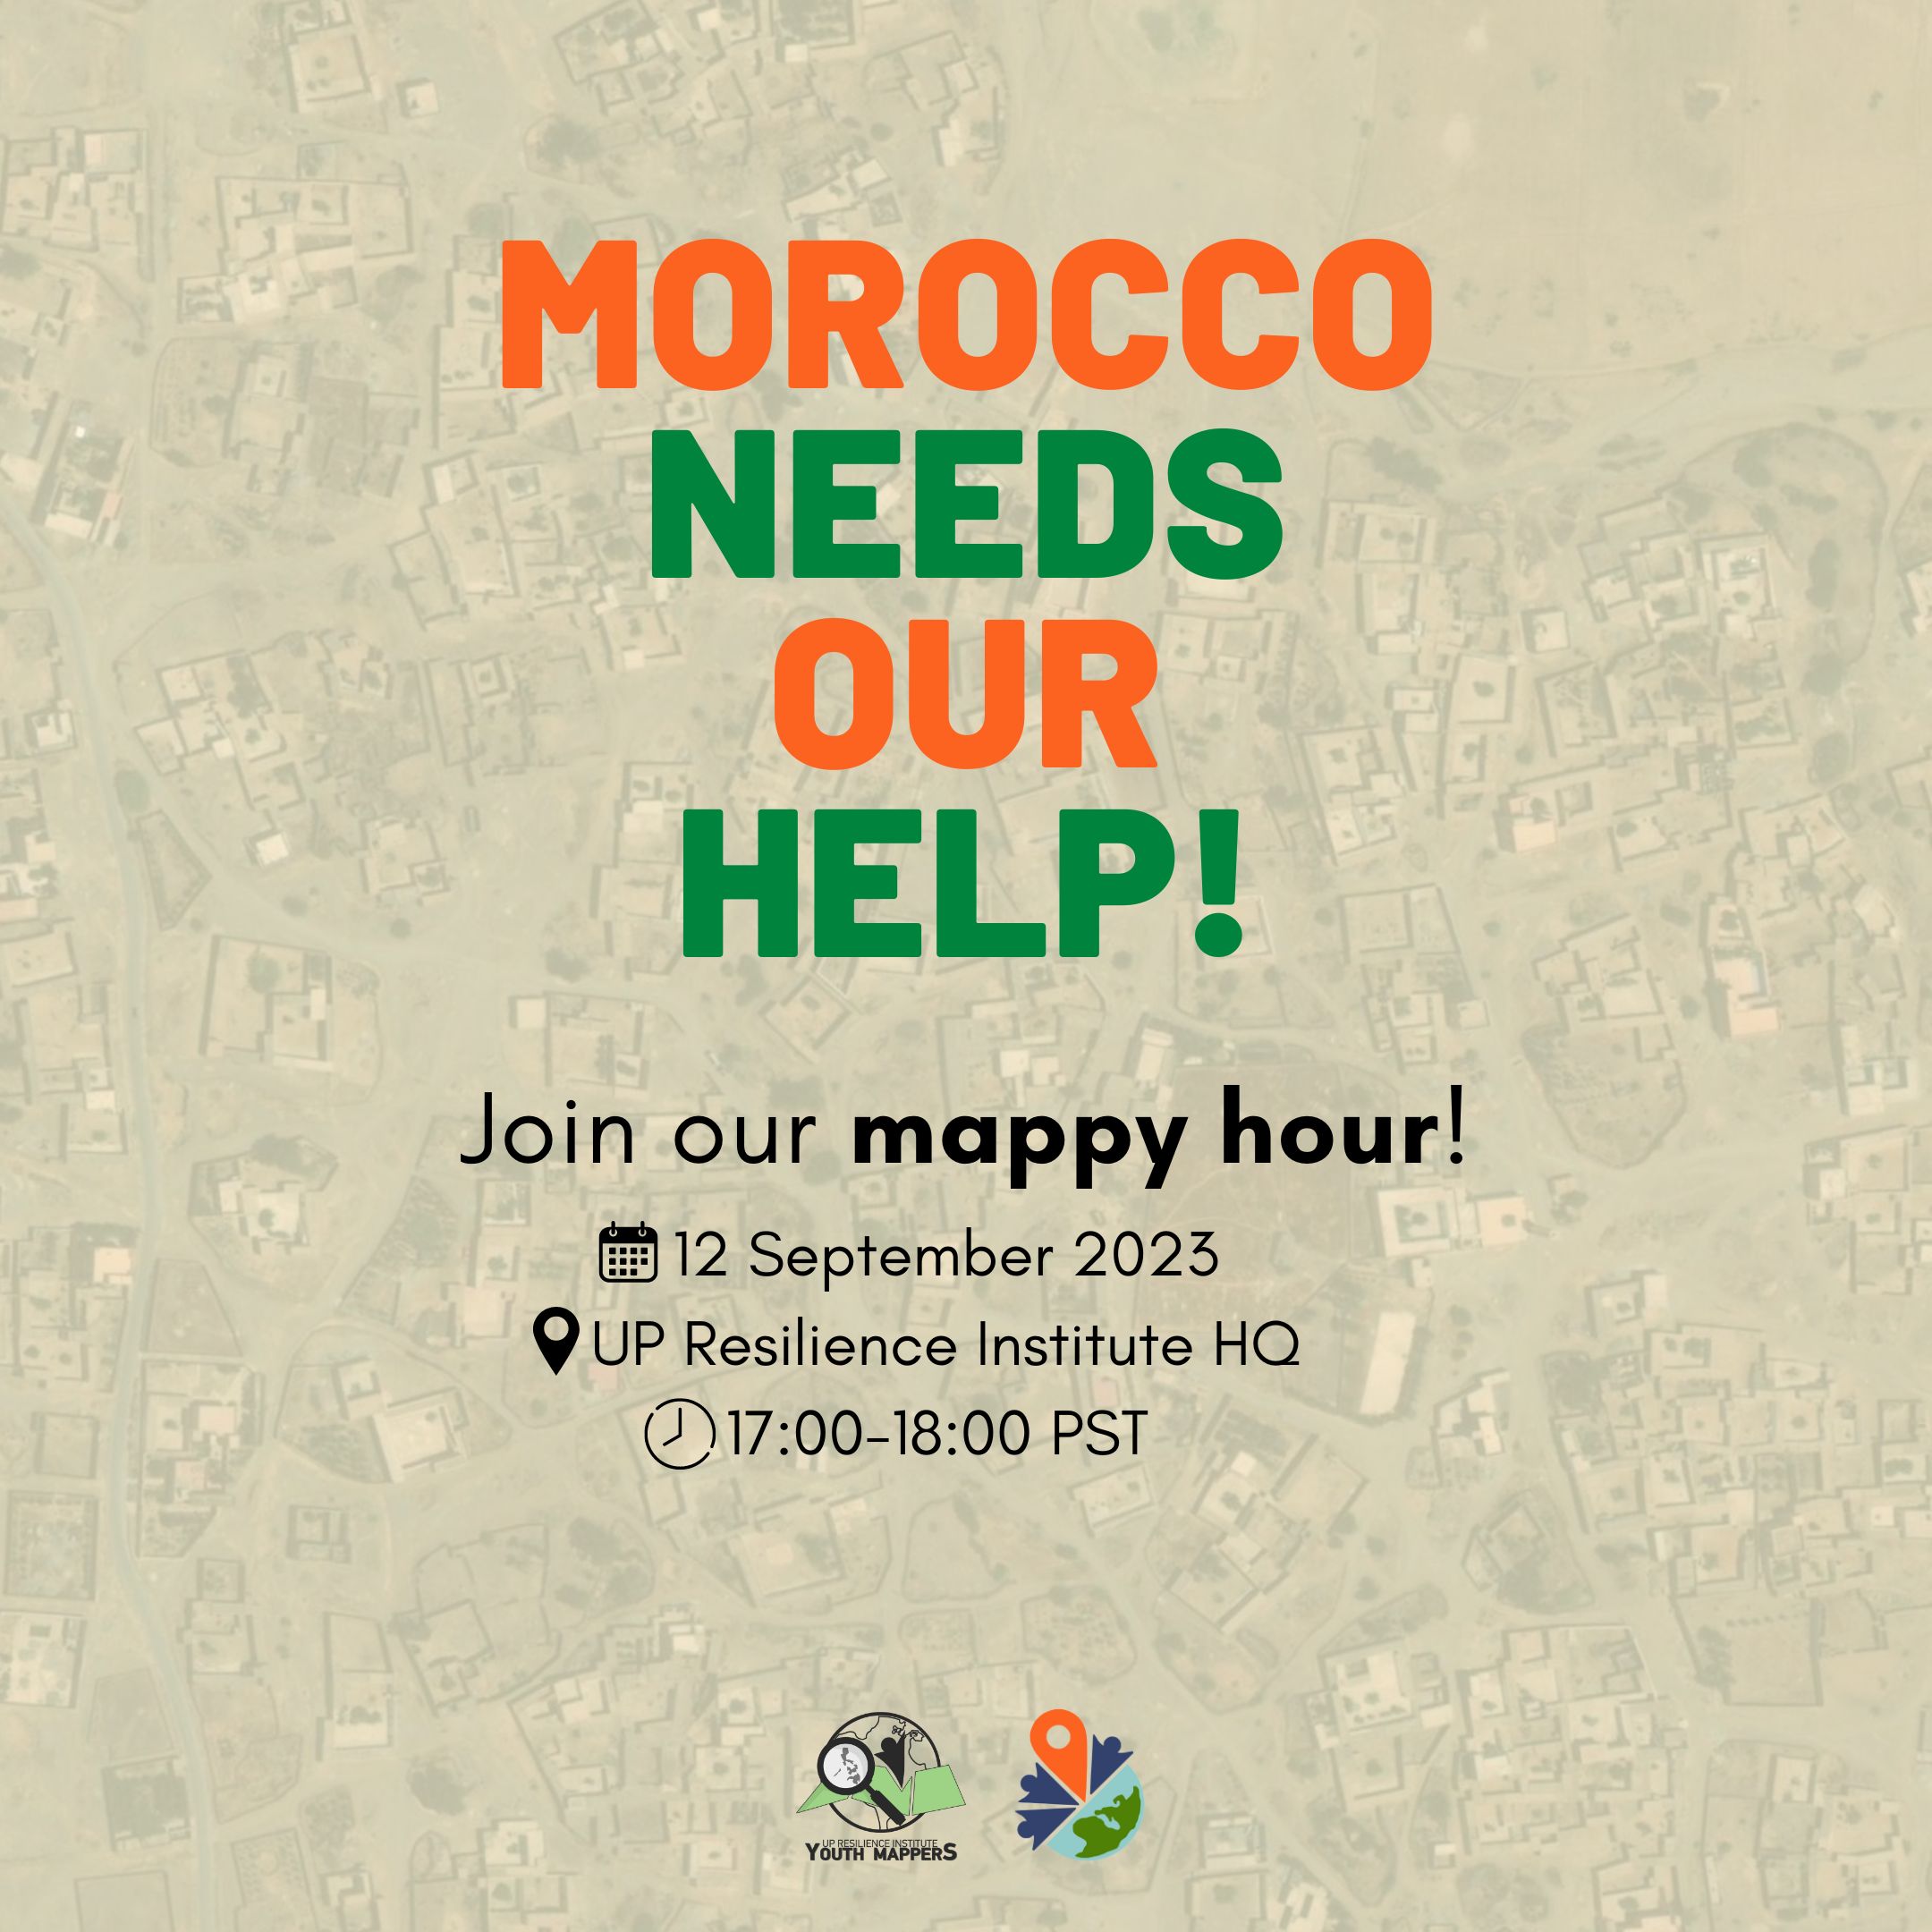 MOROCCO
NEEDS
OUR
HELP!
Join our mappy hour!
12 September 2023
UP Resilience Institute HQ
17:00-18:00 PST
UP RESILIENCE INSTITUTE
YOUTH MAPPERS